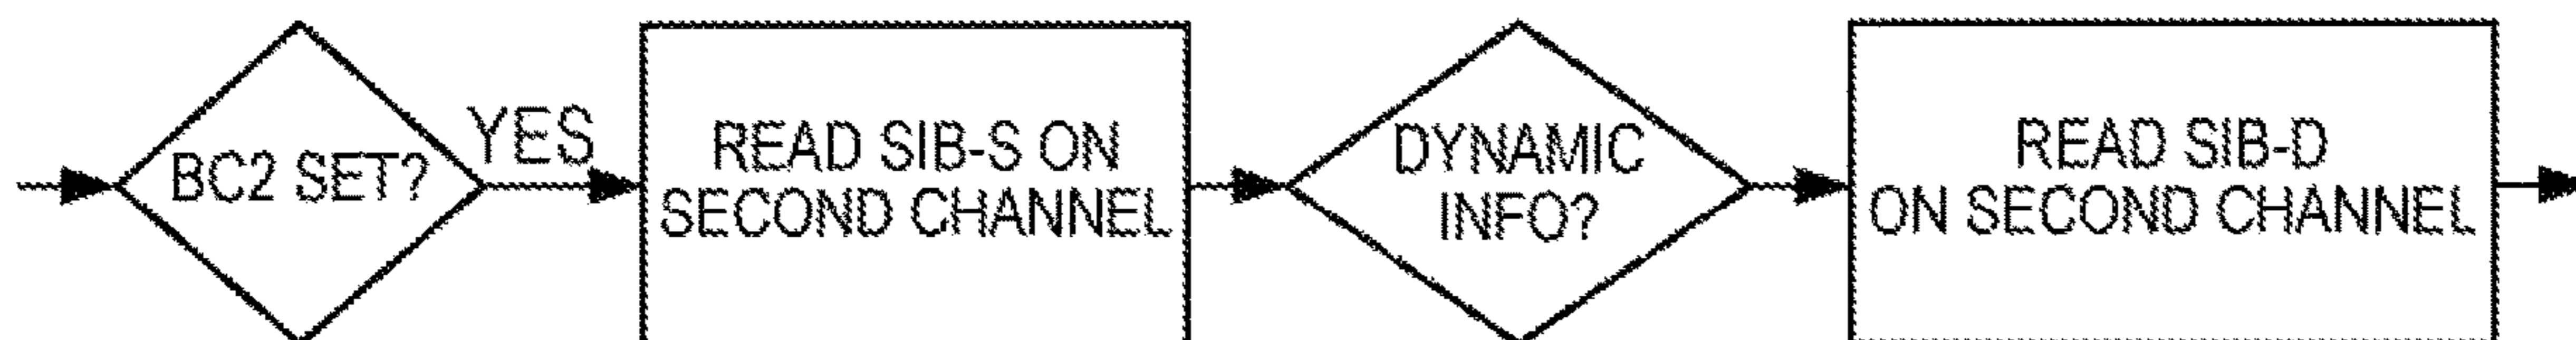 BC2 SET?
YES
READ SIB-S ON
SECOND CHANNEL
DYNAMIC
INFO?
READ SIB-D
ON SECOND CHANNEL